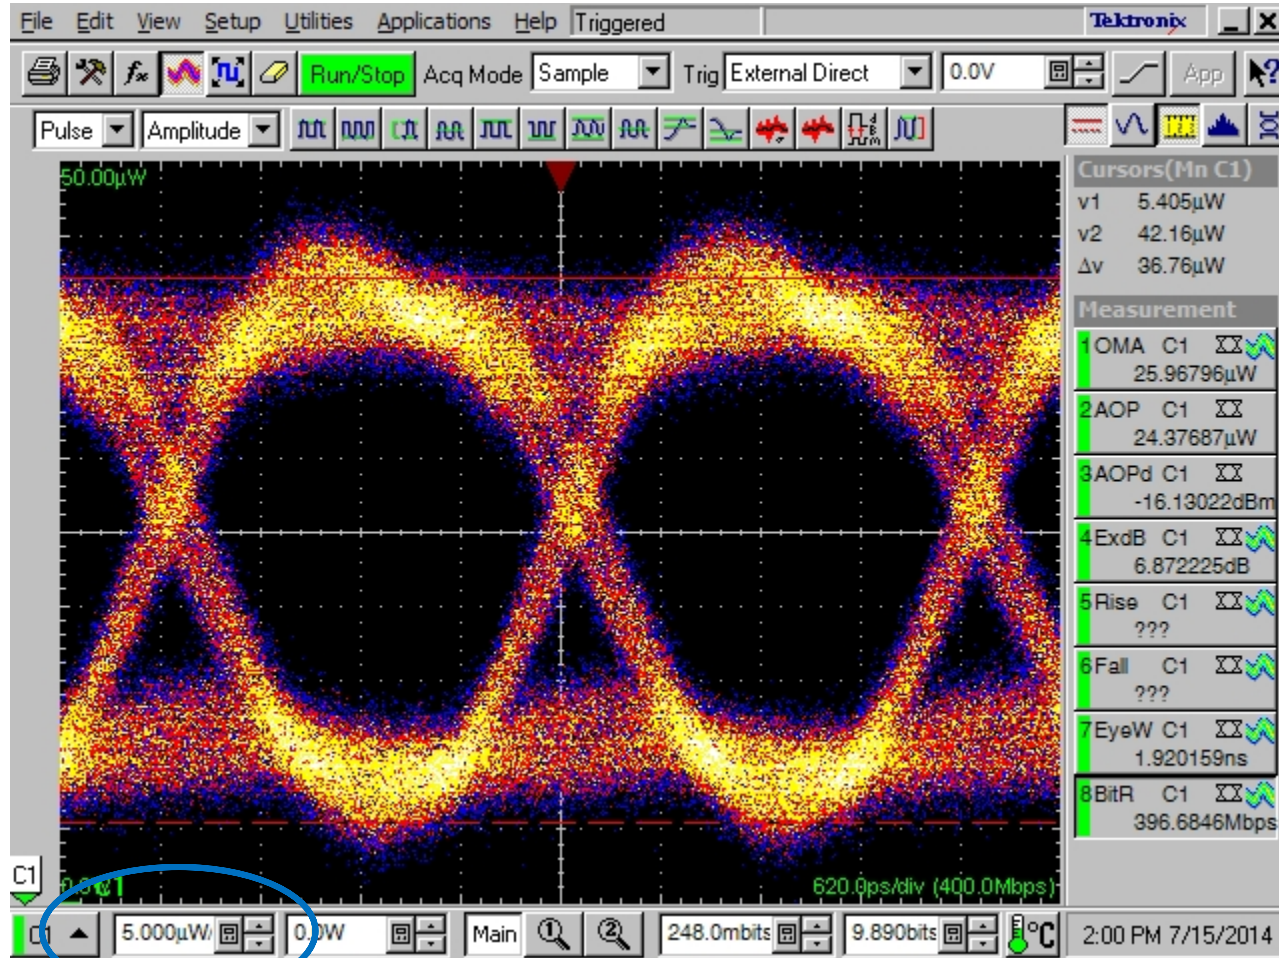 File Edit View Setup Utilities Applications Help Triggered Tektronix
Run/Stop Acq Mode Sample Trig External Direct 0.0V App
Pulse Amplitude
50.00µW
Cursors(Mn C1)
v1 5.405µW
v2 42.16µW
Δv 36.76µW
Measurement
1 OMA C1
25.96796µW
2 AOP C1
24.37687µW
3 AOPd C1
-16.13022dBm
4 ExdB C1
6.872225dB
5 Rise C1
???
6 Fall C1
???
7 EyeW C1
1.920159ns
8 BitR C1
396.6846Mbps
C1
C1 620.0ps/div (400.0Mbps)
C1 5.000µW/ 0.0W Main 1 2 248.0mbits 9.890bits °C 2:00 PM 7/15/2014